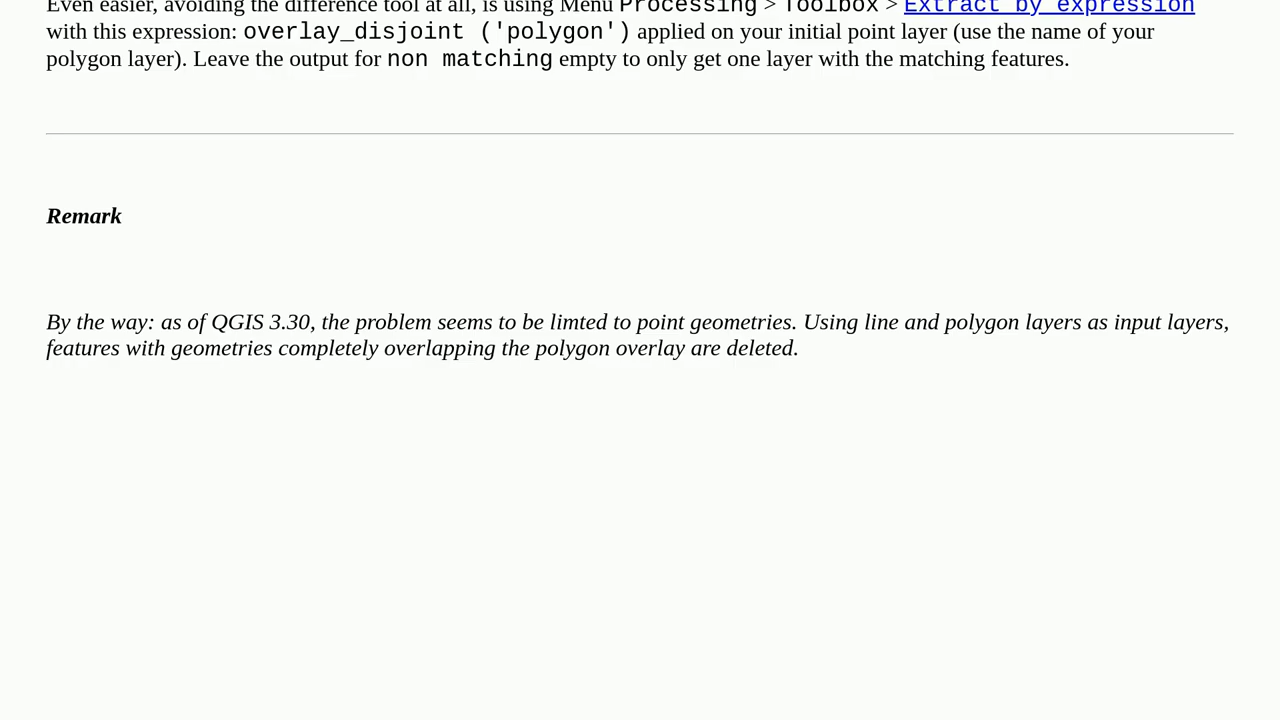 Even easier, avoiding the difference tool at all, is using Menu Processing > Toolbox > Extract by expression
with this expression: overlay_disjoint ('polygon') applied on your initial point layer (use the name of your
polygon layer). Leave the output for non matching empty to only get one layer with the matching features.
Remark
By the way: as of QGIS 3.30, the problem seems to be limted to point geometries. Using line and polygon layers as input layers,
features with geometries completely overlapping the polygon overlay are deleted.